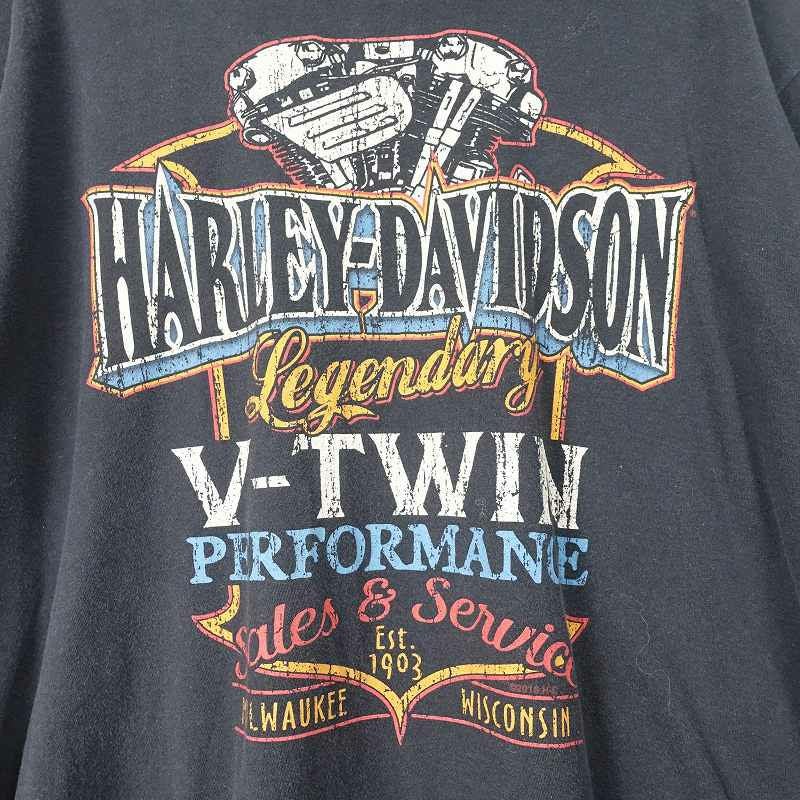 HARLEY-DAVIDSON
Legendary
V-TWIN
PERFORMANCE
Sales & Service
Est.
1903
MILWAUKEE WISCONSIN